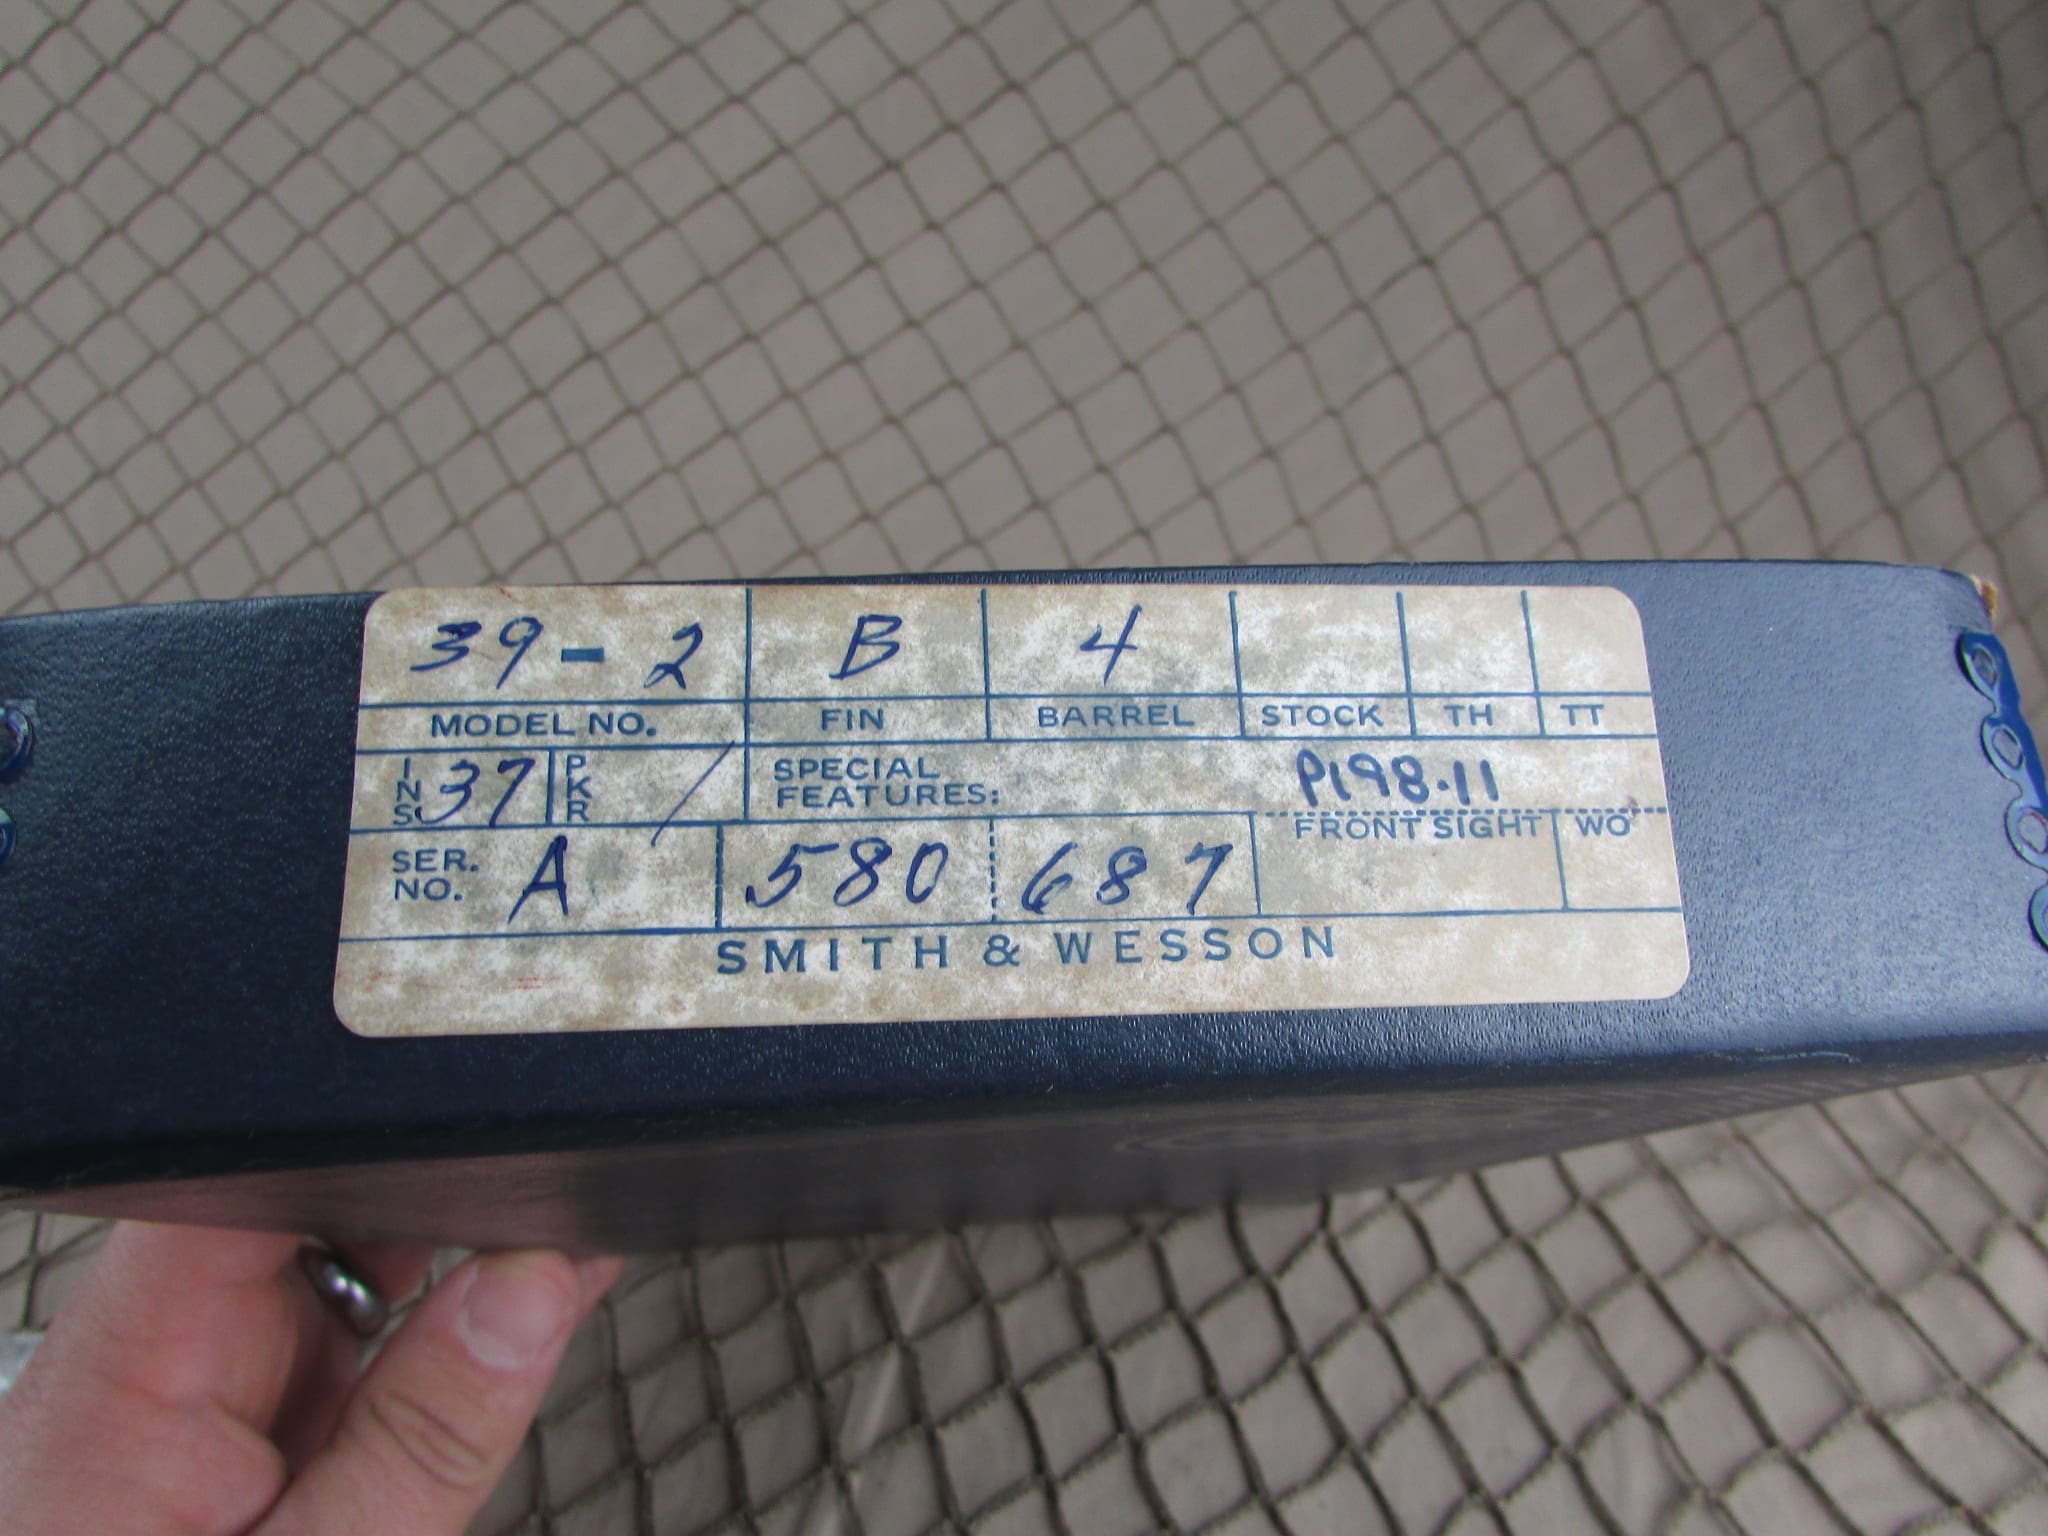 39-2 B 4
MODEL NO. FIN BARREL STOCK TH TT
INS 37 PKR / SPECIAL FEATURES: P198.11
FRONT SIGHT WO
SER. NO. A 580 687
SMITH & WESSON